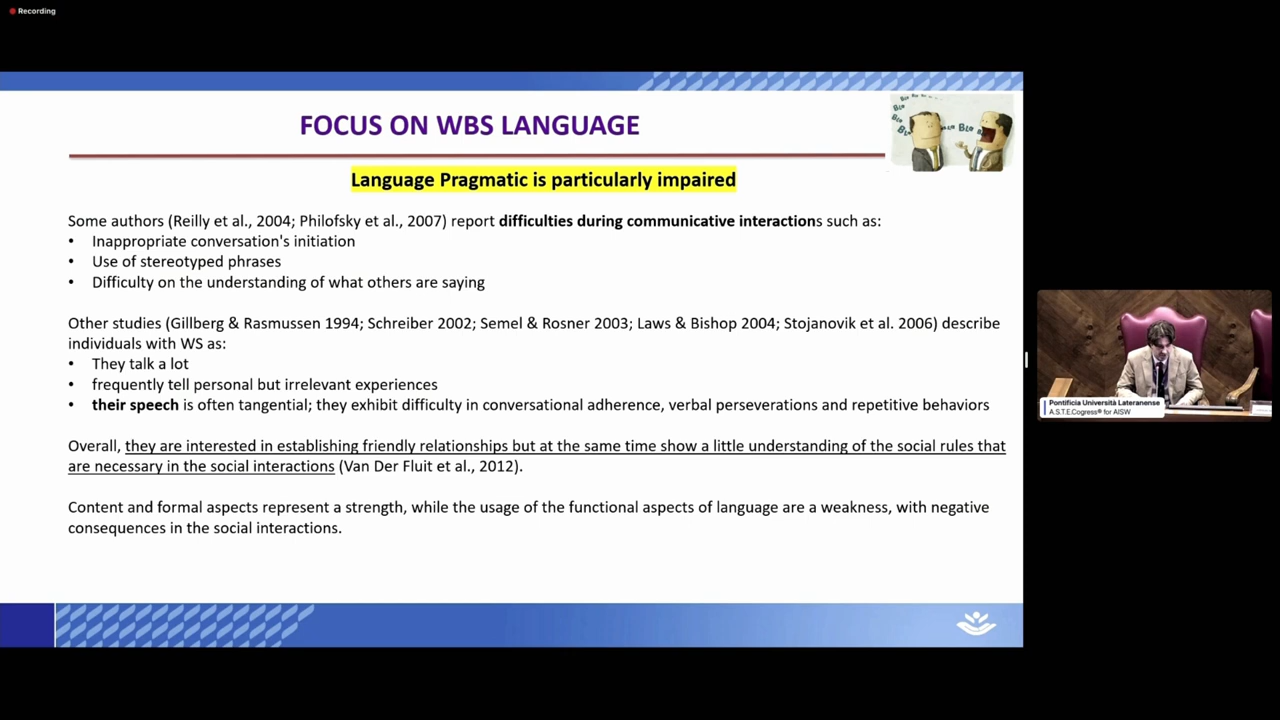 Recording
FOCUS ON WBS LANGUAGE
Language Pragmatic is particularly impaired
Some authors (Reilly et al., 2004; Philofsky et al., 2007) report difficulties during communicative interactions such as:
• Inappropriate conversation's initiation
• Use of stereotyped phrases
• Difficulty on the understanding of what others are saying
Other studies (Gillberg & Rasmussen 1994; Schreiber 2002; Semel & Rosner 2003; Laws & Bishop 2004; Stojanovik et al. 2006) describe
individuals with WS as:
• They talk a lot
• frequently tell personal but irrelevant experiences
• their speech is often tangential; they exhibit difficulty in conversational adherence, verbal perseverations and repetitive behaviors
Overall, they are interested in establishing friendly relationships but at the same time show a little understanding of the social rules that
are necessary in the social interactions (Van Der Fluit et al., 2012).
Content and formal aspects represent a strength, while the usage of the functional aspects of language are a weakness, with negative
consequences in the social interactions.
Pontificia Università Lateranense
A.S.T.E.Cogress® for AISW